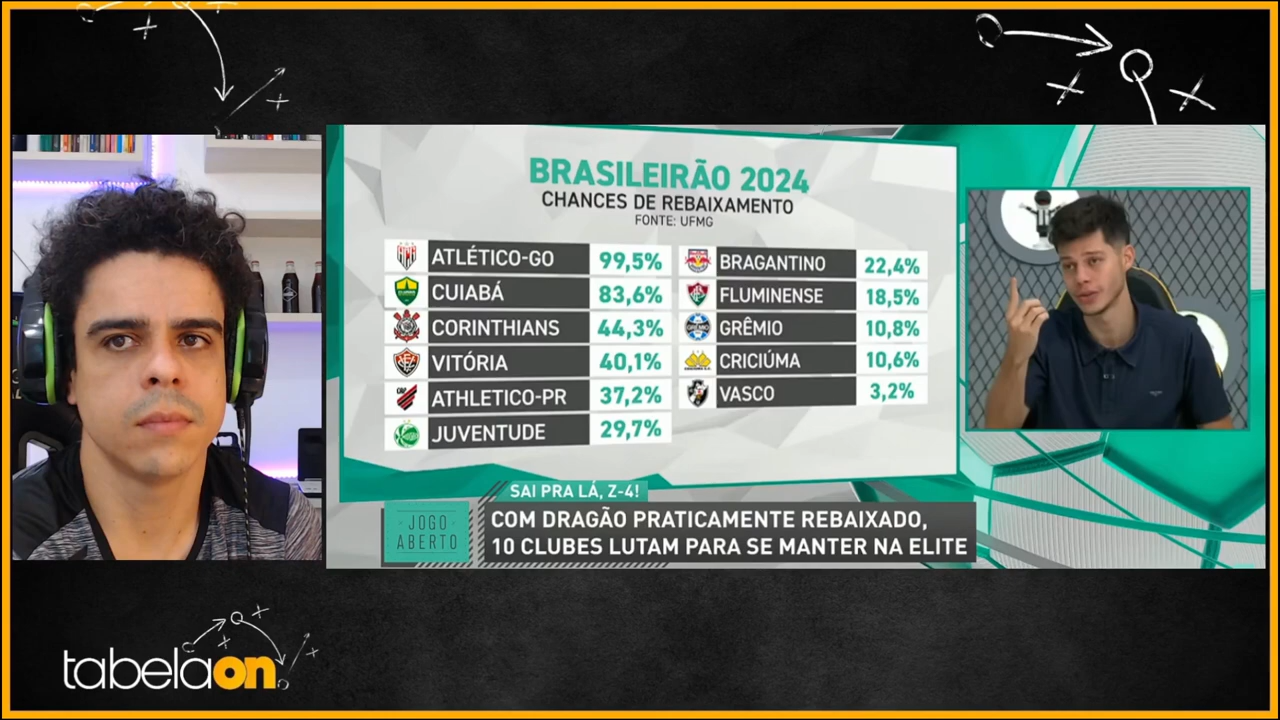 BRASILEIRÃO 2024
CHANCES DE REBAIXAMENTO
FONTE: UFMG
ATLÉTICO-GO 99,5%
CUIABÁ 83,6%
CORINTHIANS 44,3%
VITÓRIA 40,1%
ATHLETICO-PR 37,2%
JUVENTUDE 29,7%
BRAGANTINO 22,4%
FLUMINENSE 18,5%
GRÊMIO 10,8%
CRICIÚMA 10,6%
VASCO 3,2%
SAI PRA LÁ, Z-4!
JOGO
ABERTO
COM DRAGÃO PRATICAMENTE REBAIXADO,
10 CLUBES LUTAM PARA SE MANTER NA ELITE
tabelaon